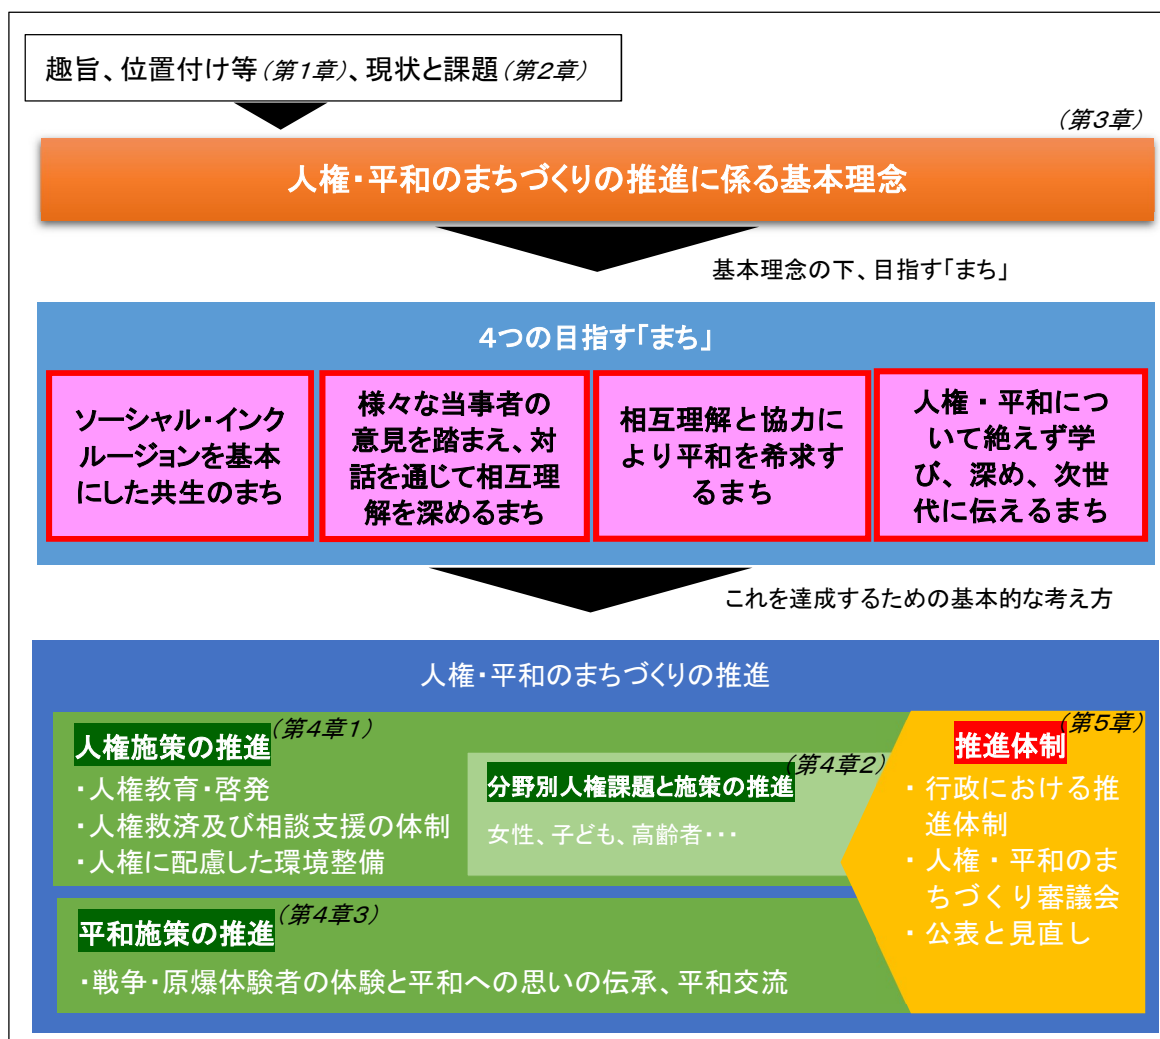 趣旨、位置付け等(第1章)、現状と課題(第2章)
(第3章)
人権・平和のまちづくりの推進に係る基本理念
基本理念の下、目指す「まち」
4つの目指す「まち」
ソーシャル・インク
ルージョンを基本
にした共生のまち
様々な当事者の
意見を踏まえ、対
話を通じて相互理
解を深めるまち
相互理解と協力に
より平和を希求す
るまち
人権・平和につ
いて絶えず学
び、深め、次世
代に伝えるまち
これを達成するための基本的な考え方
人権・平和のまちづくりの推進
人権施策の推進(第4章1)
・人権教育・啓発
・人権救済及び相談支援の体制
・人権に配慮した環境整備
分野別人権課題と施策の推進(第4章2)
女性、子ども、高齢者・・・
平和施策の推進(第4章3)
・戦争・原爆体験者の体験と平和への思いの伝承、平和交流
推進体制(第5章)
・行政における推
進体制
・人権・平和のま
ちづくり審議会
・公表と見直し